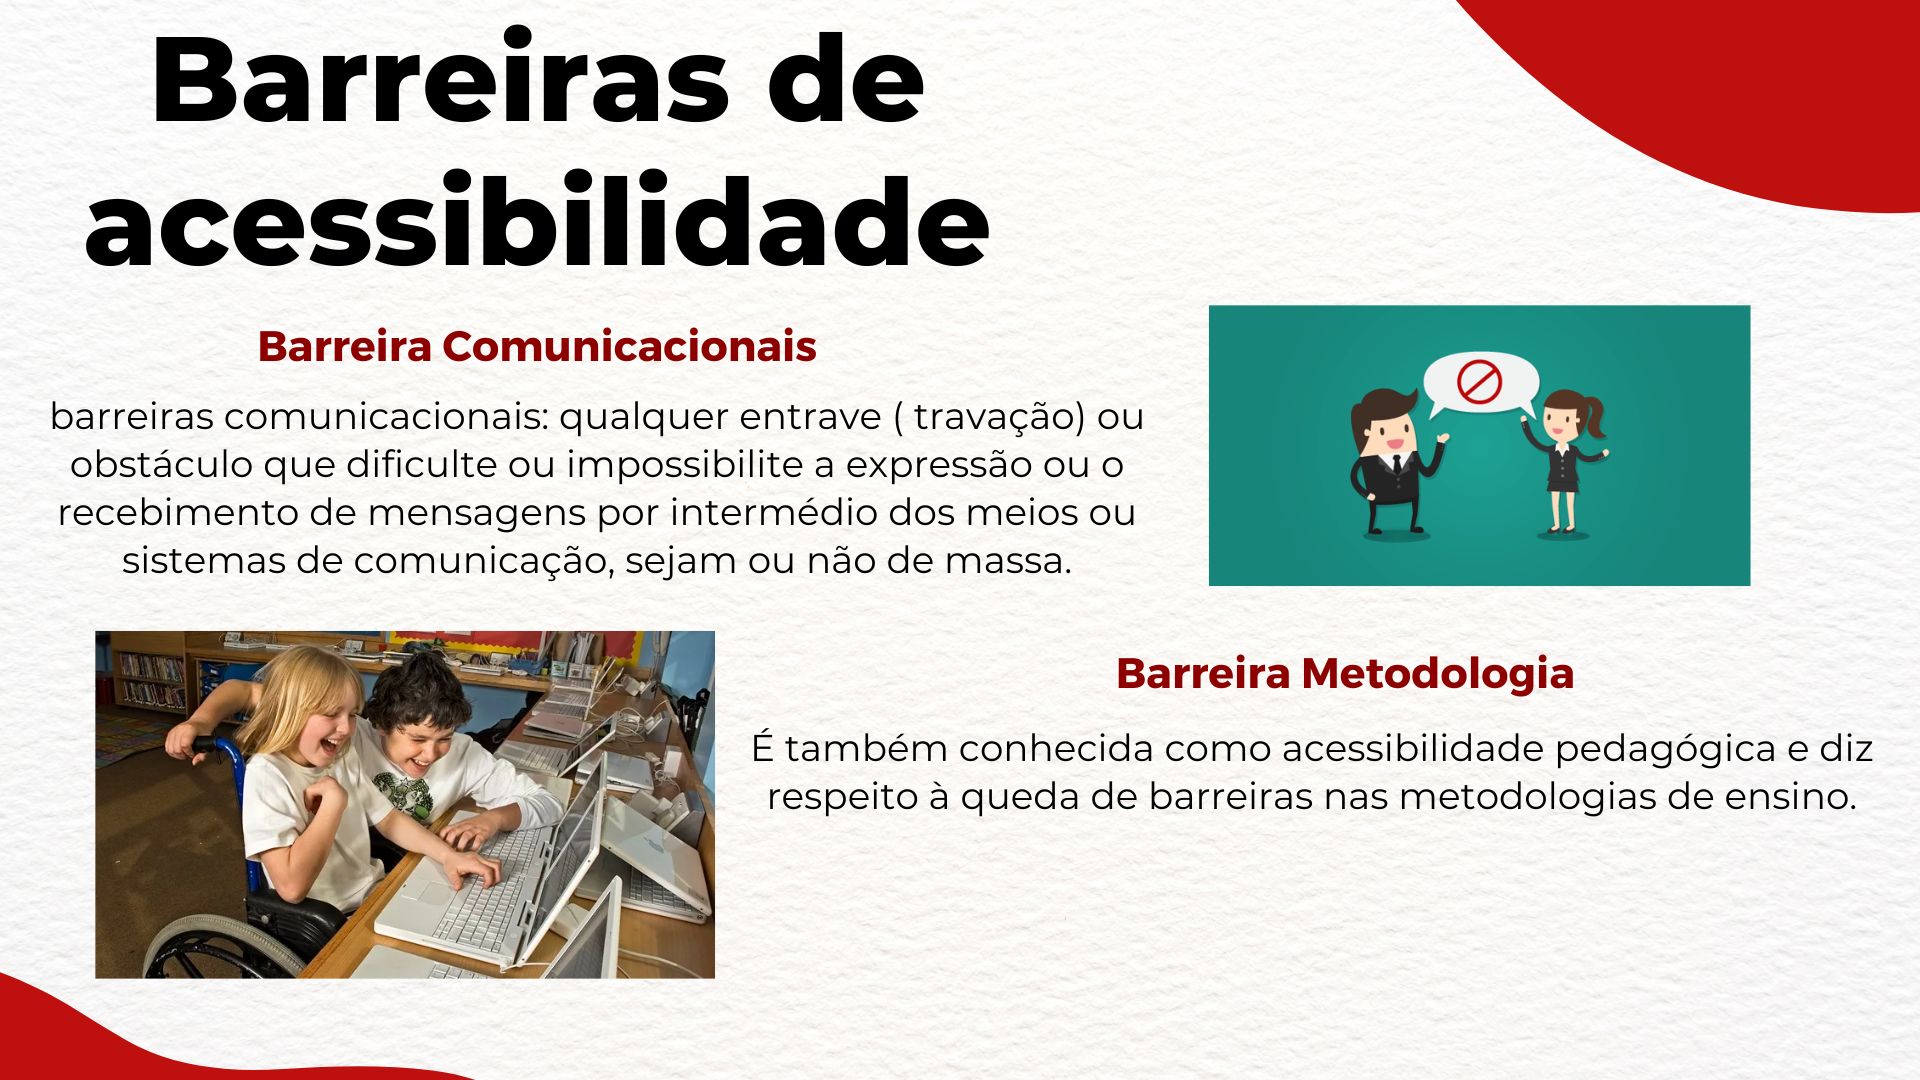 Barreiras de
acessibilidade
Barreira Comunicacionais
barreiras comunicacionais: qualquer entrave ( travação) ou
obstáculo que dificulte ou impossibilite a expressão ou o
recebimento de mensagens por intermédio dos meios ou
sistemas de comunicação, sejam ou não de massa.
Barreira Metodologia
É também conhecida como acessibilidade pedagógica e diz
respeito à queda de barreiras nas metodologias de ensino.